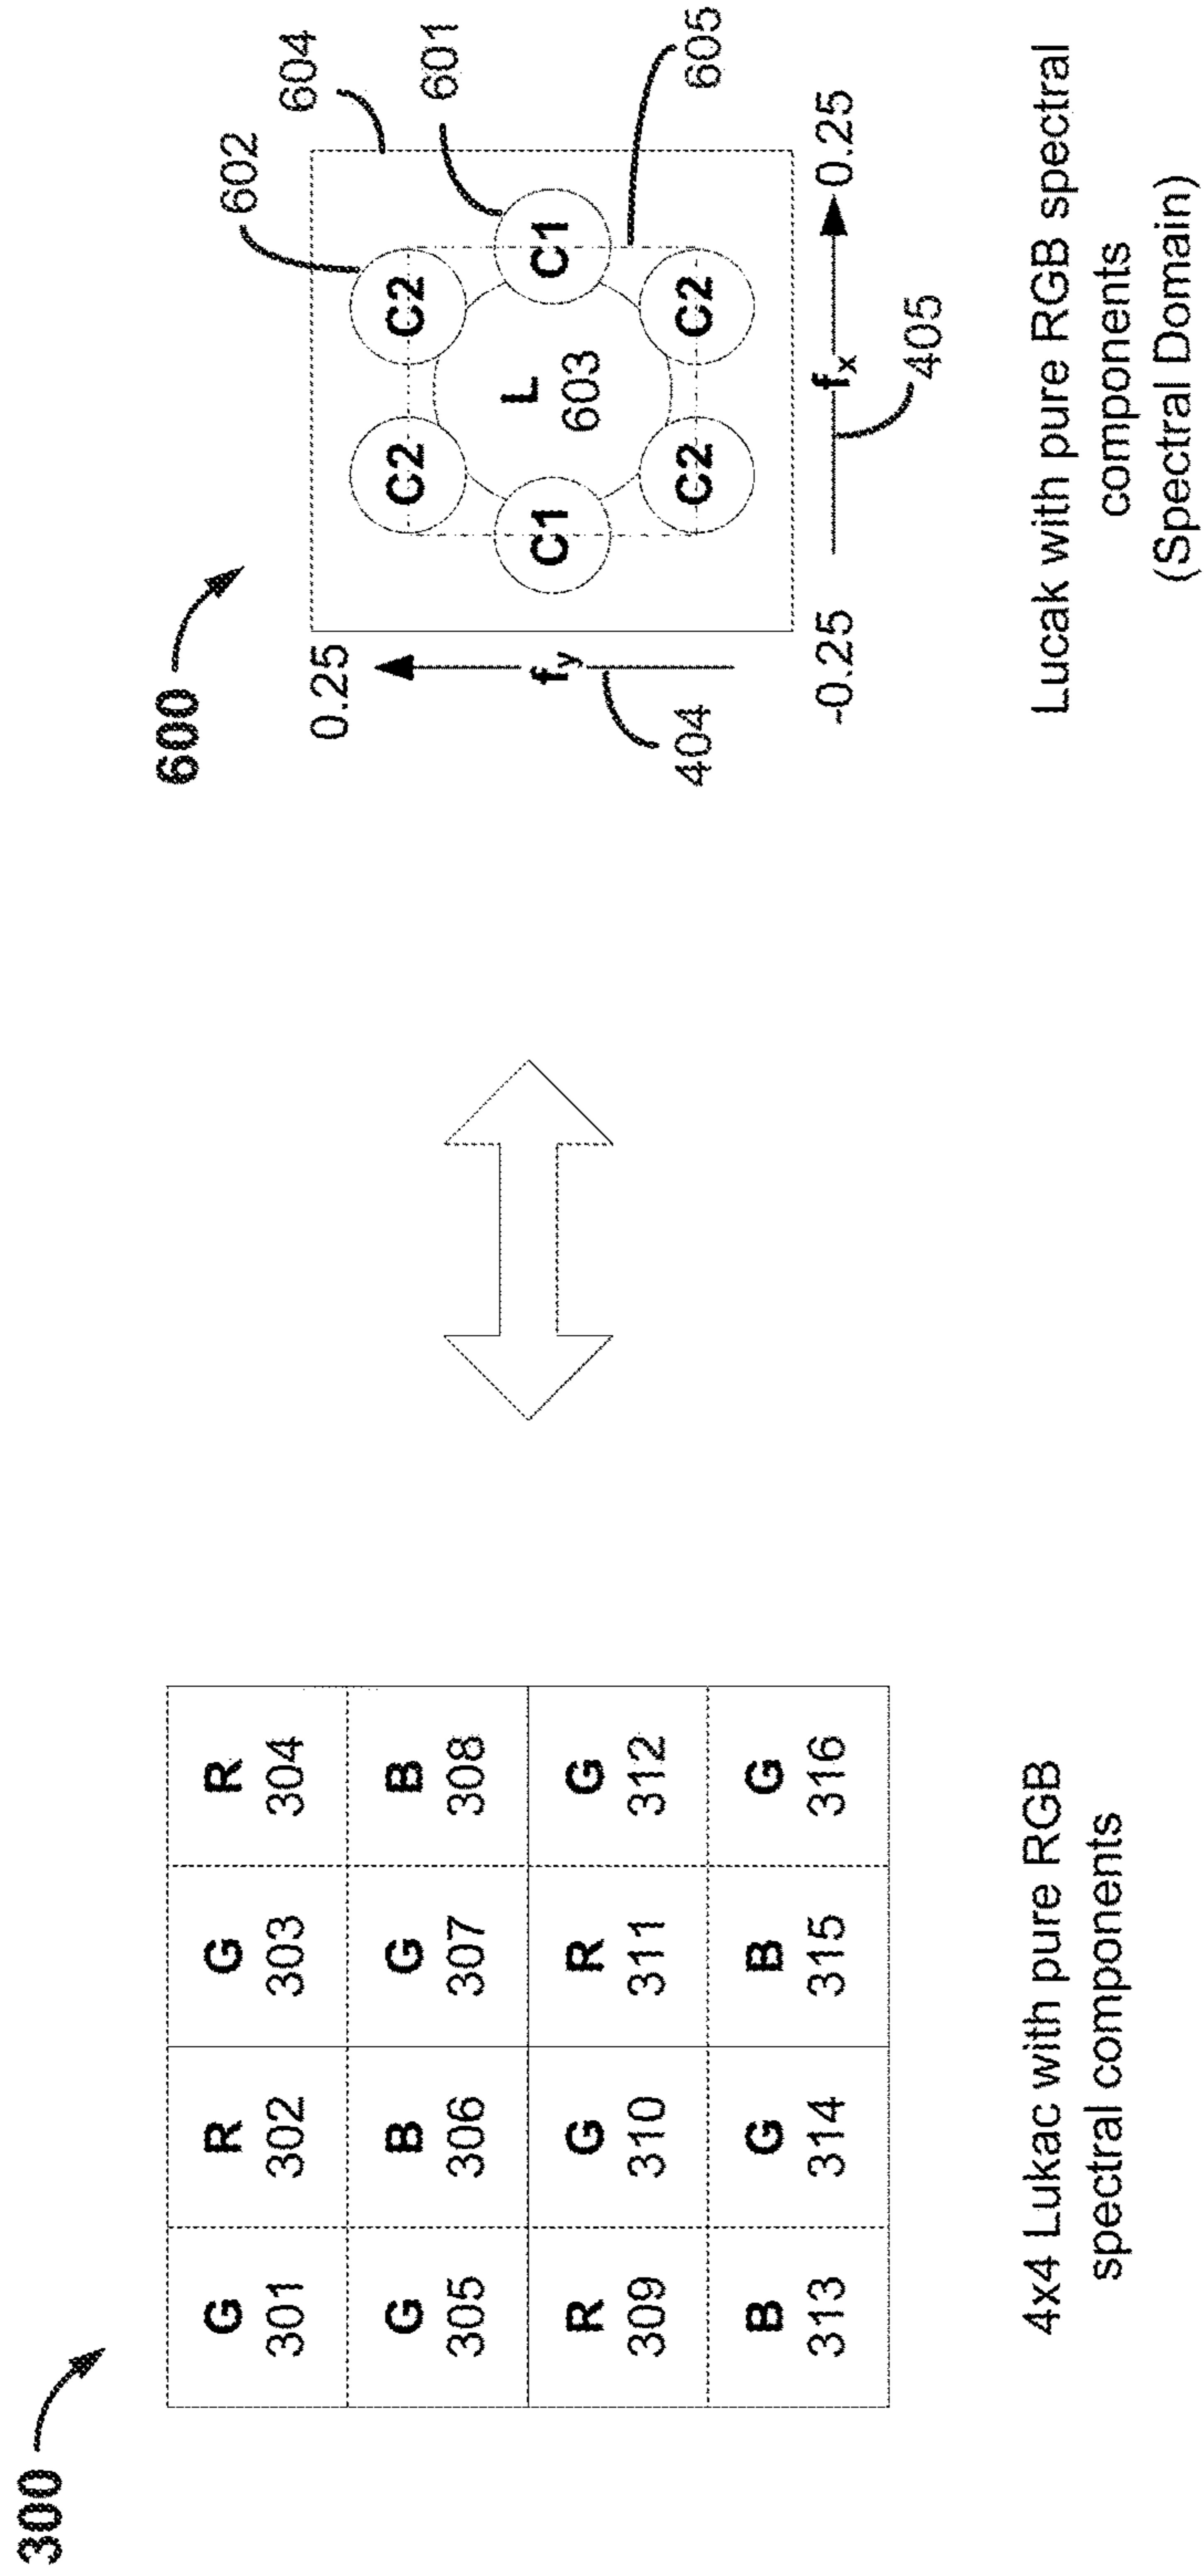 300
G
301
R
302
G
303
R
304
G
305
B
306
G
307
B
308
R
309
G
310
R
311
G
312
B
313
G
314
B
315
G
316
4x4 Lukac with pure RGB
spectral components
600
602
604
601
605
0.25
fy
404
-0.25
fx
0.25
405
C2
C2
C1
L
603
C1
C2
C2
Lucak with pure RGB spectral
components
(Spectral Domain)